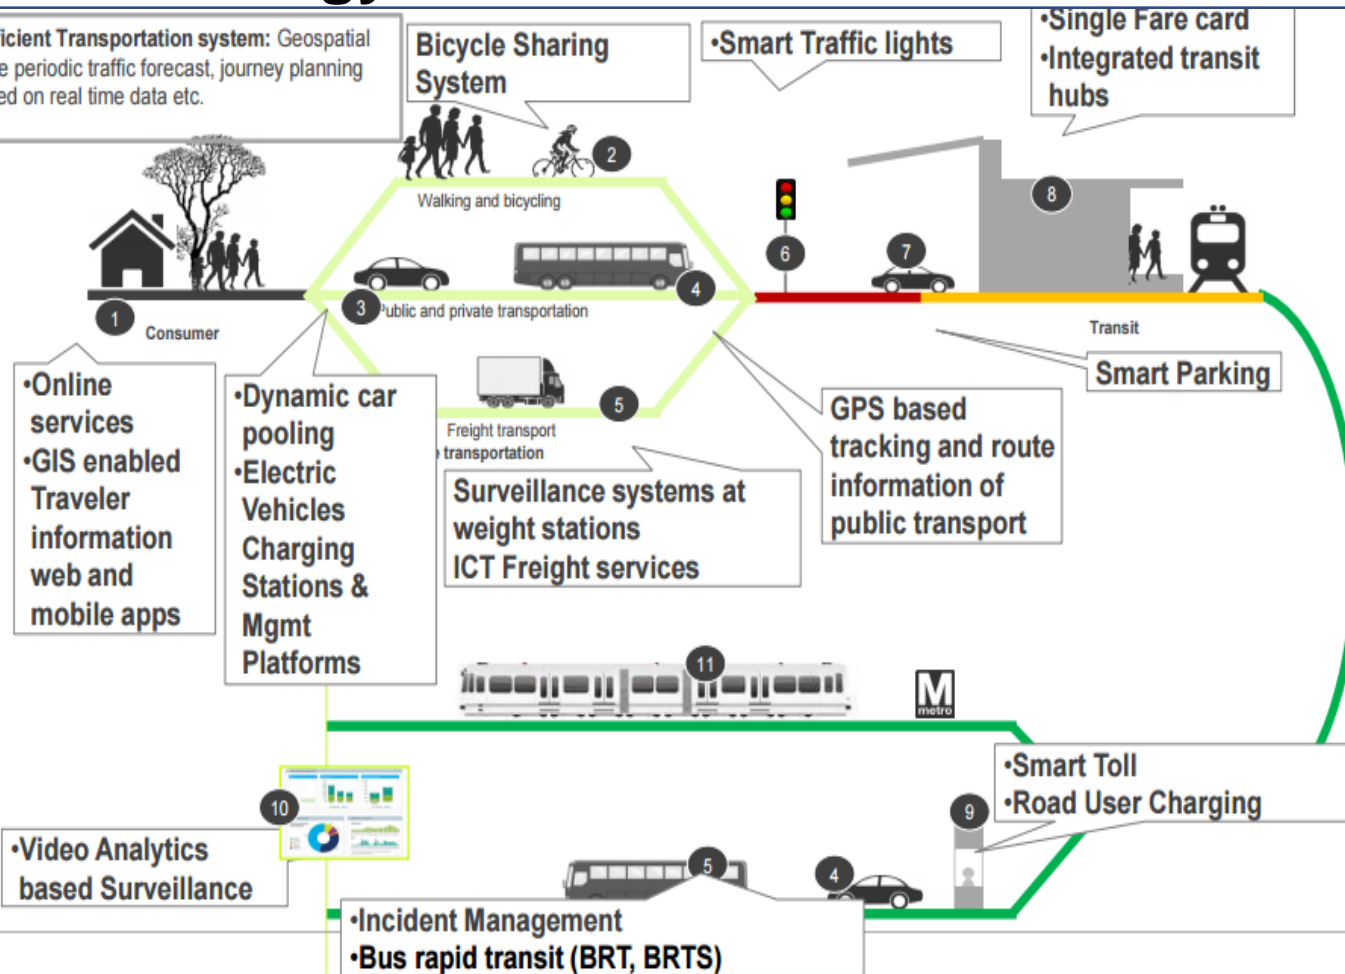 icient Transportation system: Geospatial
e periodic traffic forecast, journey planning
ed on real time data etc.
Bicycle Sharing
System
•Smart Traffic lights
•Single Fare card
•Integrated transit
hubs
2
Walking and bicycling
8
6
7
1
Consumer
3
Public and private transportation
4
Transit
Smart Parking
5
Freight transport
transportation
•Online
services
•GIS enabled
Traveler
information
web and
mobile apps
•Dynamic car
pooling
•Electric
Vehicles
Charging
Stations &
Mgmt
Platforms
Surveillance systems at
weight stations
ICT Freight services
GPS based
tracking and route
information of
public transport
11
M
metro
•Smart Toll
•Road User Charging
10
9
•Video Analytics
based Surveillance
5
4
•Incident Management
•Bus rapid transit (BRT, BRTS)